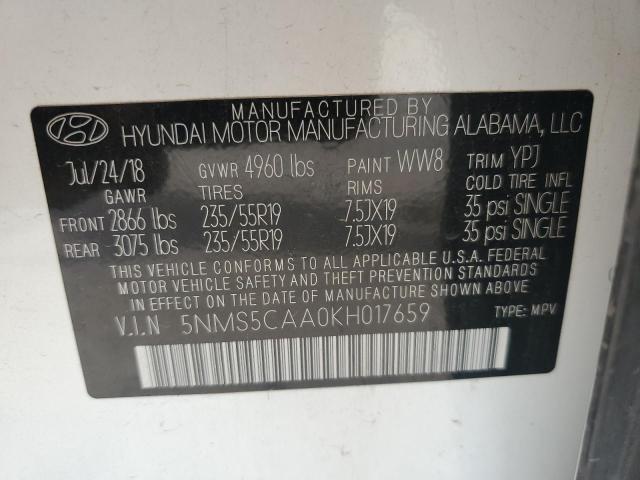 MANUFACTURED BY
HYUNDAI MOTOR MANUFACTURING ALABAMA, LLC
Jul/24/18 GVWR 4960 lbs PAINT WW8 TRIM YPJ
GAWR TIRES RIMS COLD TIRE INFL
FRONT 2866 lbs 235/55R19 7.5JX19 35 psi SINGLE
REAR 3075 lbs 235/55R19 7.5JX19 35 psi SINGLE
THIS VEHICLE CONFORMS TO ALL APPLICABLE U.S.A. FEDERAL
MOTOR VEHICLE SAFETY AND THEFT PREVENTION STANDARDS
IN EFFECT ON THE DATE OF MANUFACTURE SHOWN ABOVE.
V.I.N 5NMS5CAA0KH017659 TYPE: MPV